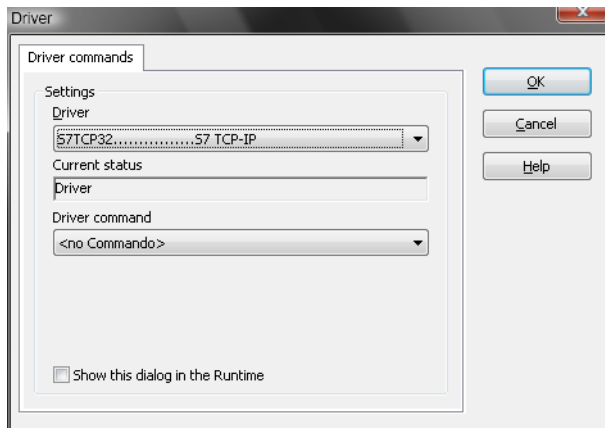 Driver
Driver commands
Settings
Driver
S7TCP32................S7 TCP-IP
Current status
Driver
Driver command
<no Commando>
Show this dialog in the Runtime
OK
Cancel
Help